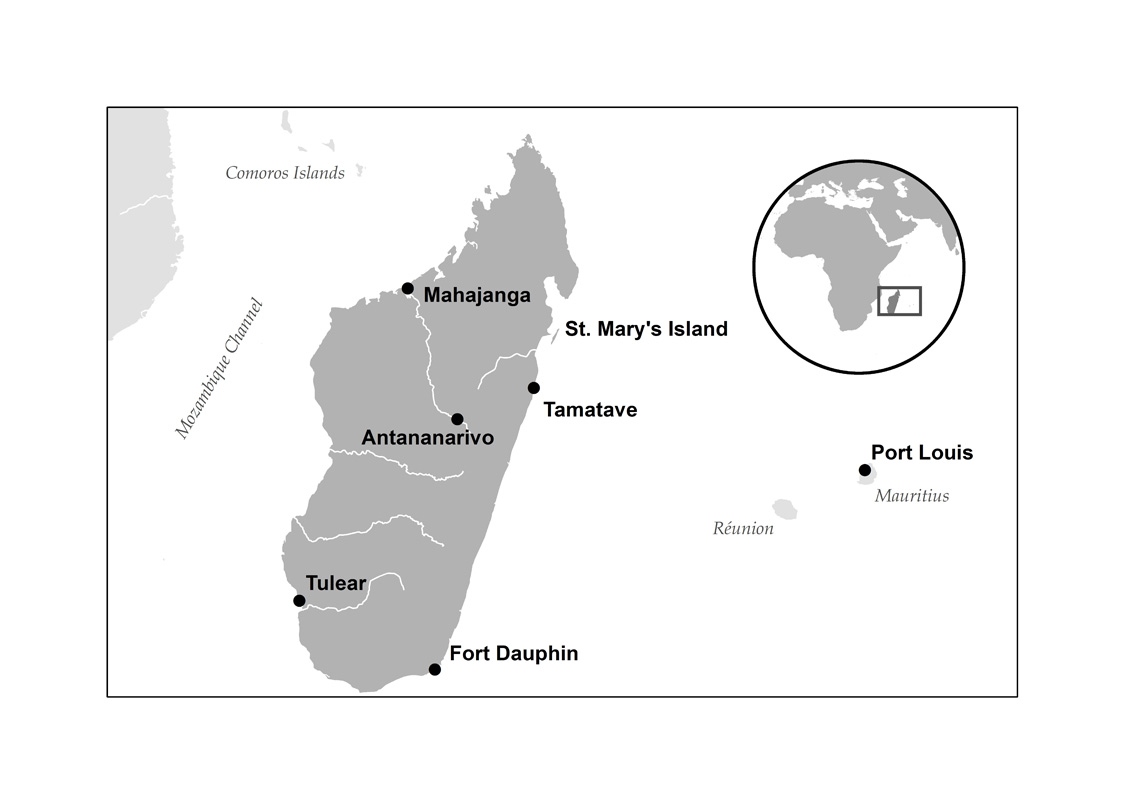 Comoros Islands
Mahajanga
Mozambique Channel
St. Mary's Island
Tamatave
Antananarivo
Port Louis
Mauritius
Réunion
Tulear
Fort Dauphin